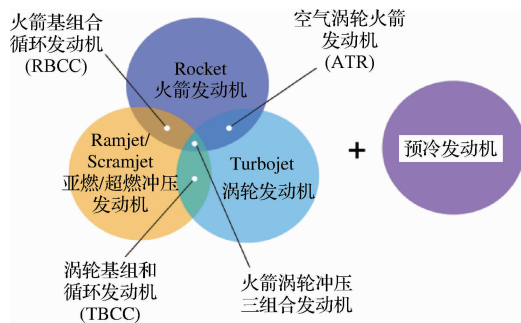 火箭基组合
循环发动机
(RBCC)
空气涡轮火箭
发动机
(ATR)
Rocket
火箭发动机
Ramjet/
Scramjet
亚燃/超燃冲压
发动机
Turbojet
涡轮发动机
+
预冷发动机
涡轮基组和
循环发动机
(TBCC)
火箭涡轮冲压
三组合发动机